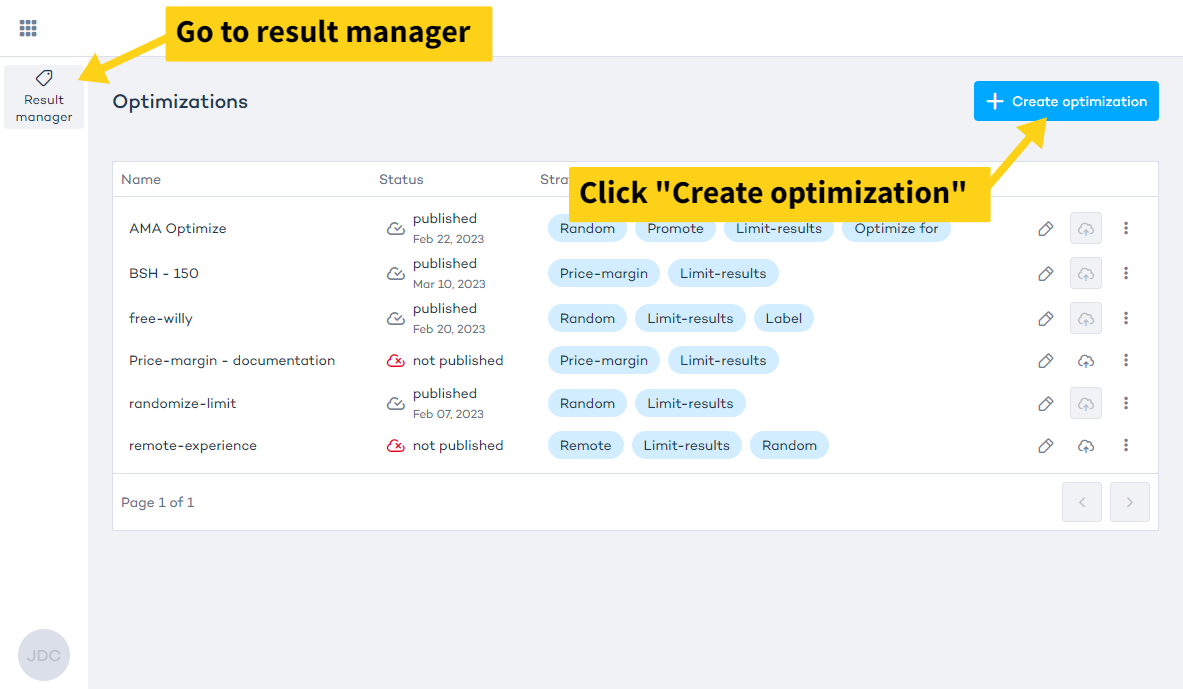 Go to result manager
Result
manager
Optimizations
Create optimization
Click "Create optimization"
Name Status Stra
AMA Optimize published Feb 22, 2023 Random Promote Limit-results Optimize for
BSH - 150 published Mar 10, 2023 Price-margin Limit-results
free-willy published Feb 20, 2023 Random Limit-results Label
Price-margin - documentation not published Price-margin Limit-results
randomize-limit published Feb 07, 2023 Random Limit-results
remote-experience not published Remote Limit-results Random
Page 1 of 1
JDC